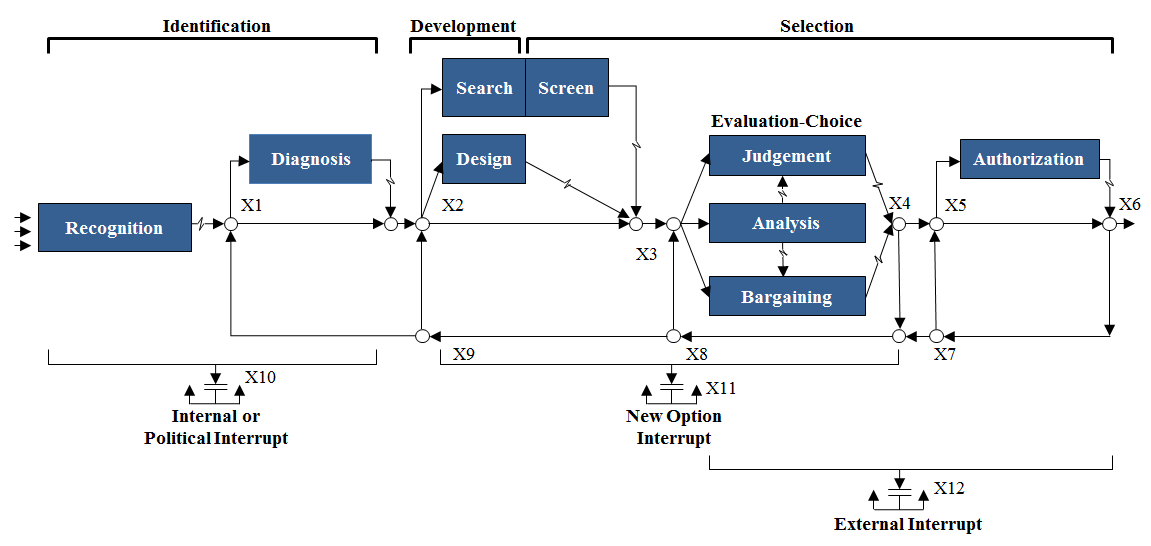 Identification
Development
Selection
Search
Screen
Evaluation-Choice
Diagnosis
Design
Judgement
Authorization
Recognition
X1
X2
X3
Analysis
X4
X5
X6
Bargaining
X9
X8
X7
X10
X11
Internal or
Political Interrupt
New Option
Interrupt
X12
External Interrupt